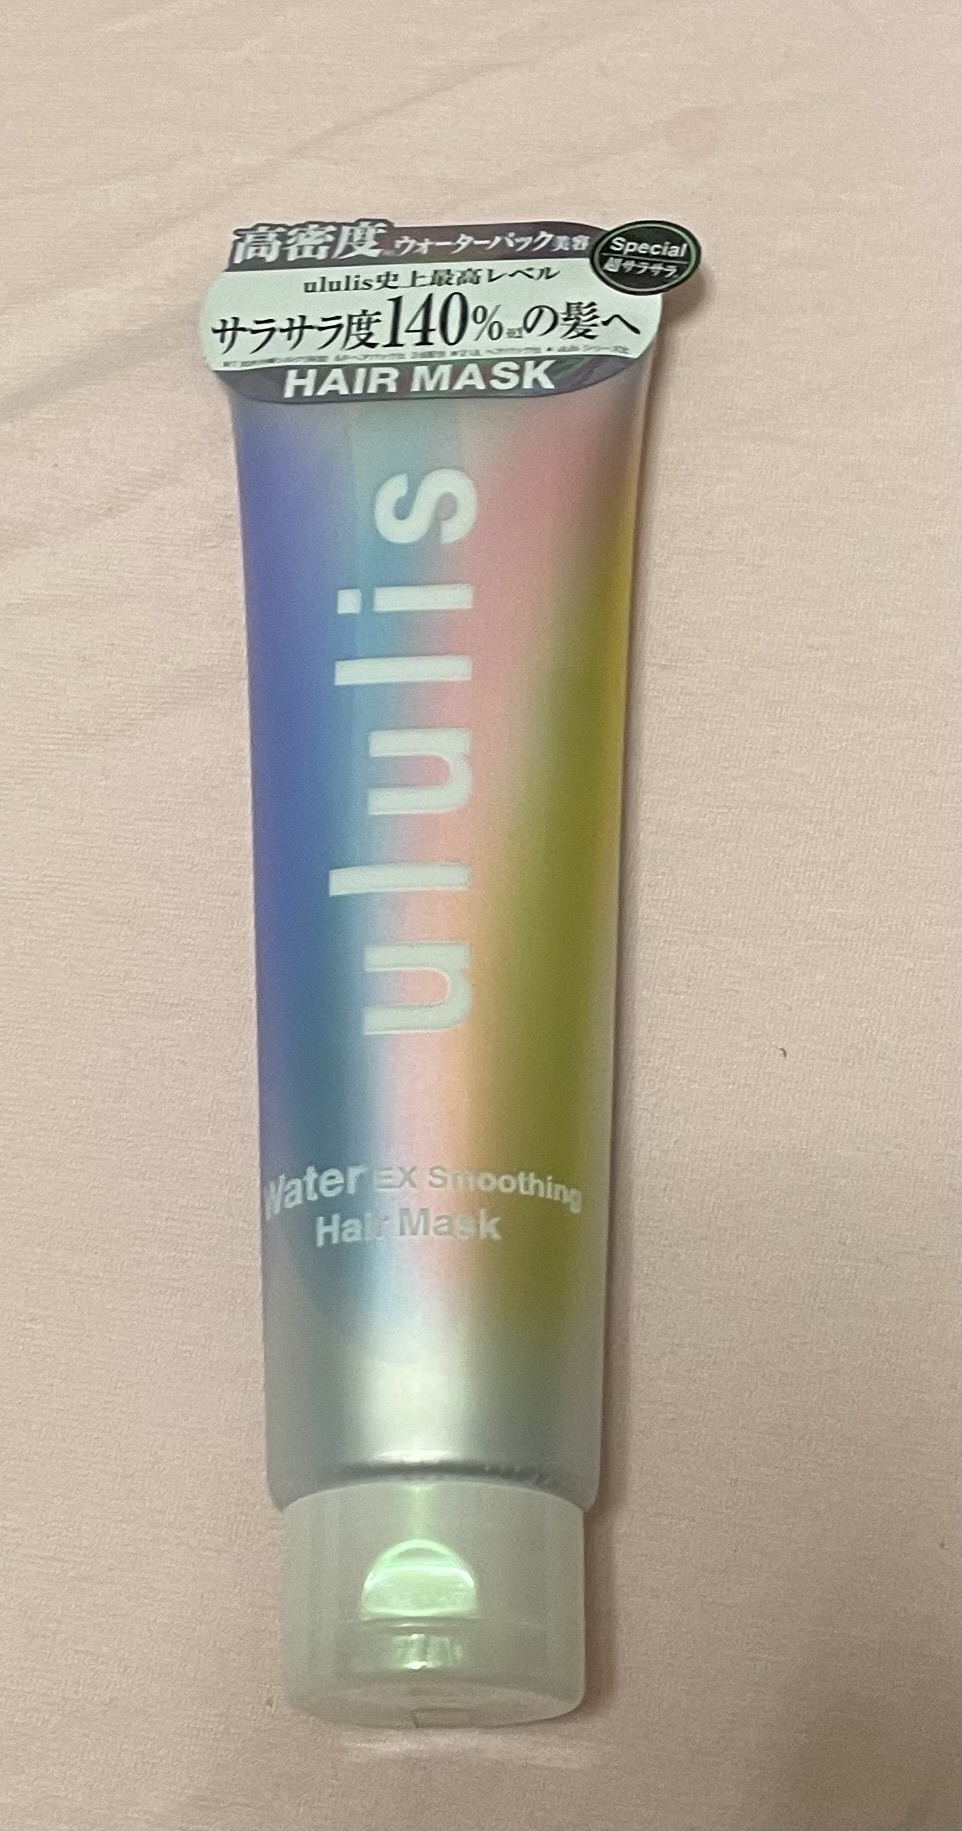 高密度 ウォーターパック美容
Special
超サラサラ
ululis史上最高レベル
サラサラ度140%の髪へ
HAIR MASK
ululis
Water EX Smoothing
Hair Mask